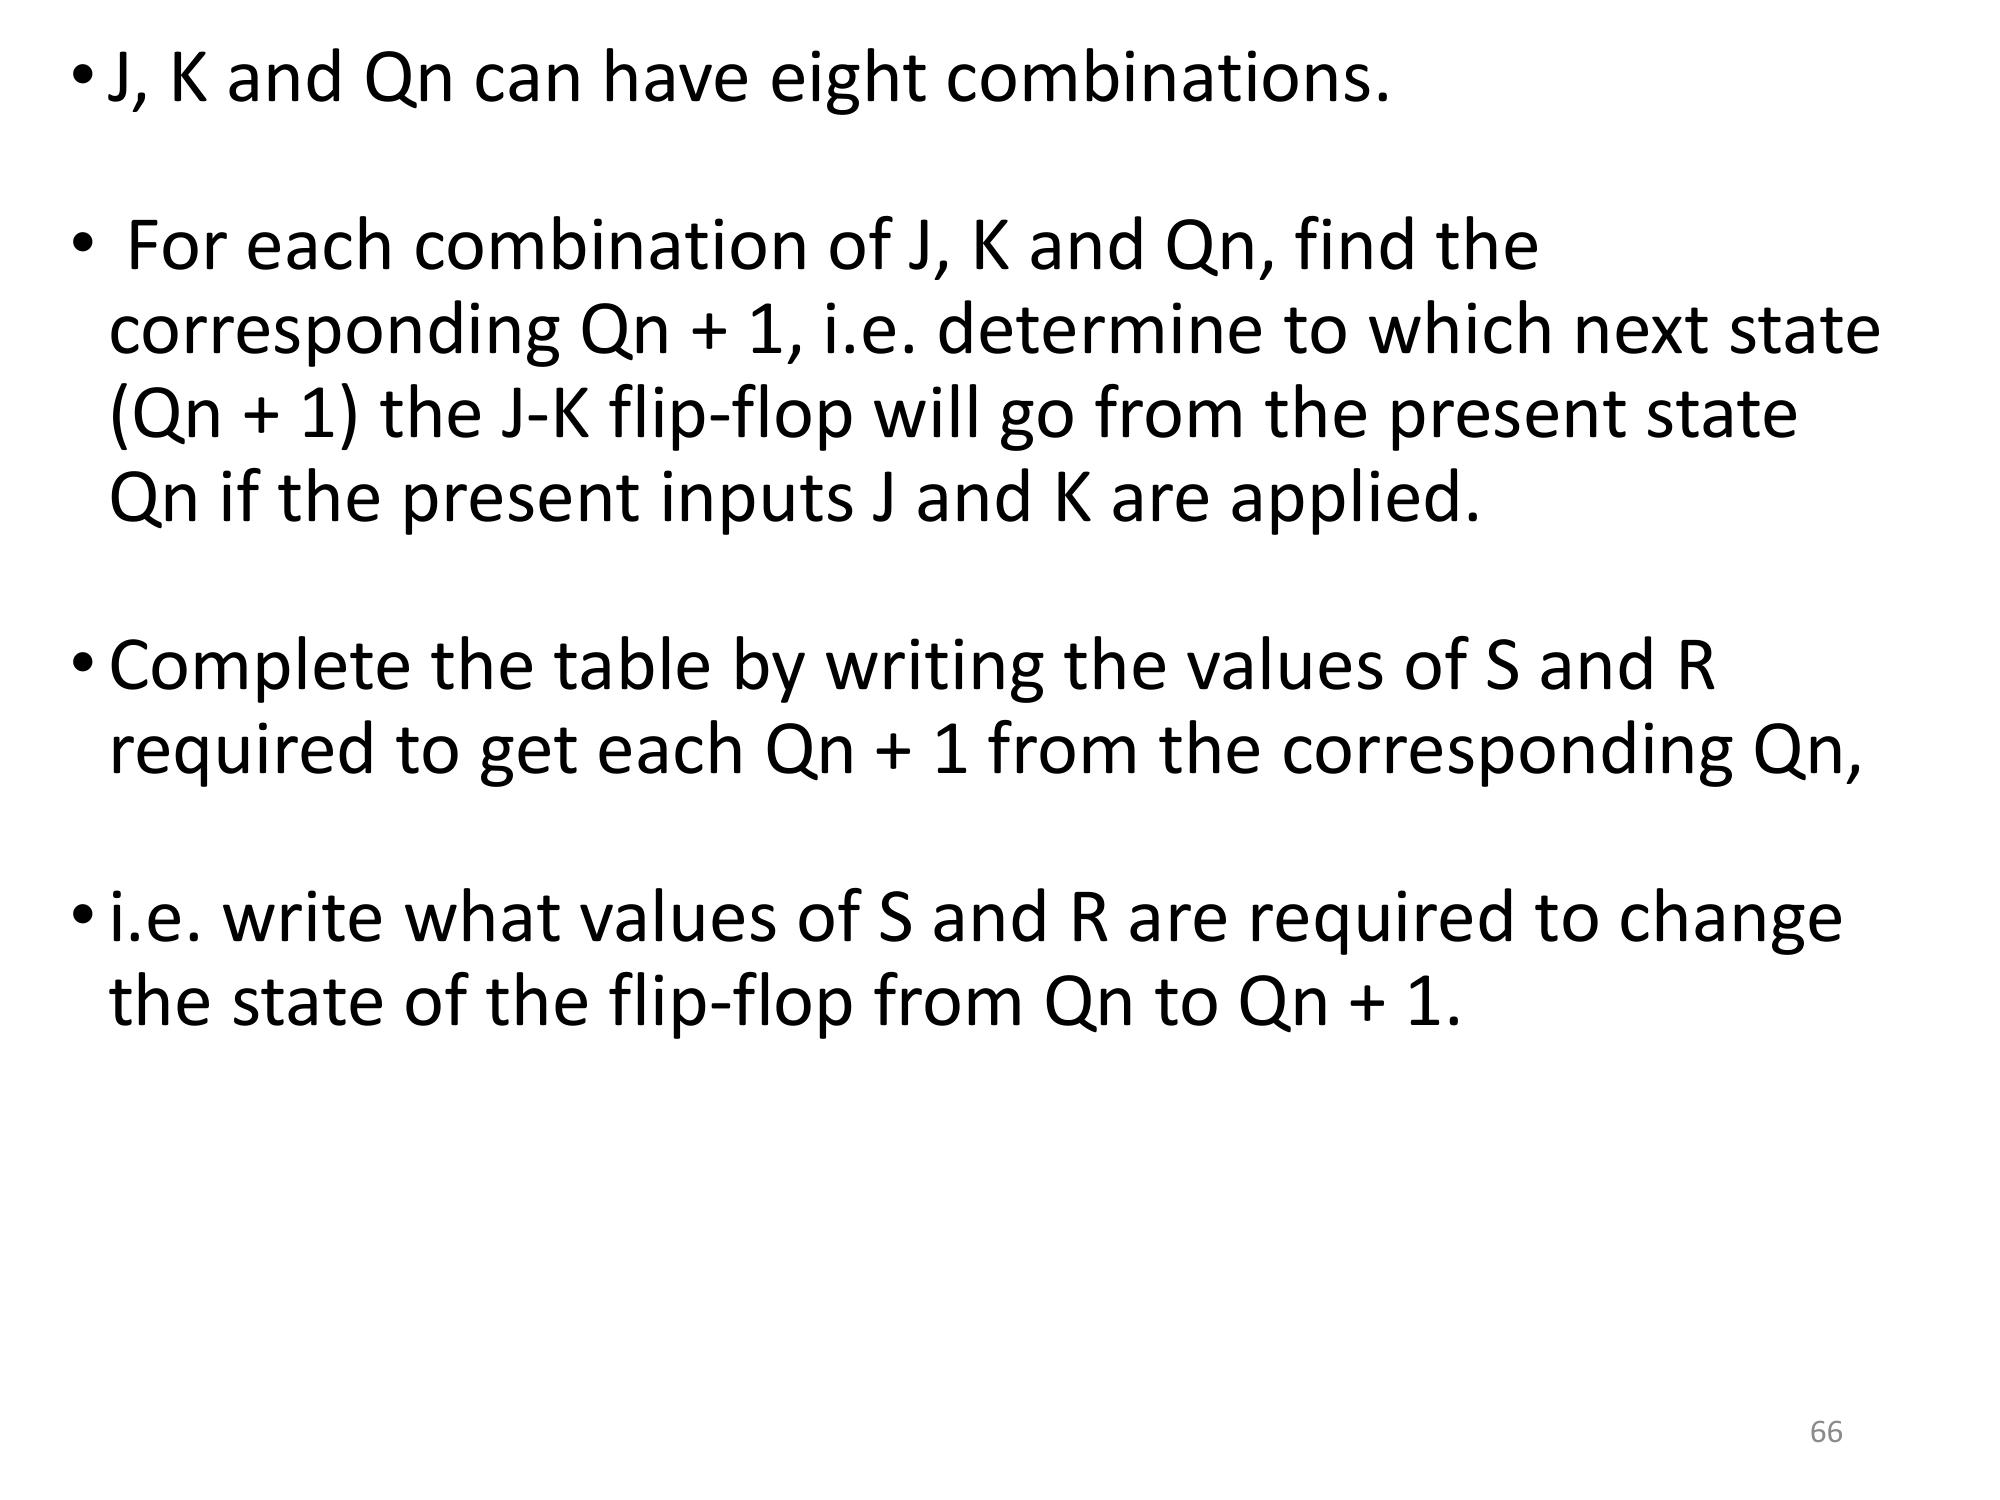 • J, K and Qn can have eight combinations.
• For each combination of J, K and Qn, find the
corresponding Qn + 1, i.e. determine to which next state
(Qn + 1) the J-K flip-flop will go from the present state
Qn if the present inputs J and K are applied.
• Complete the table by writing the values of S and R
required to get each Qn + 1 from the corresponding Qn,
• i.e. write what values of S and R are required to change
the state of the flip-flop from Qn to Qn + 1.
66